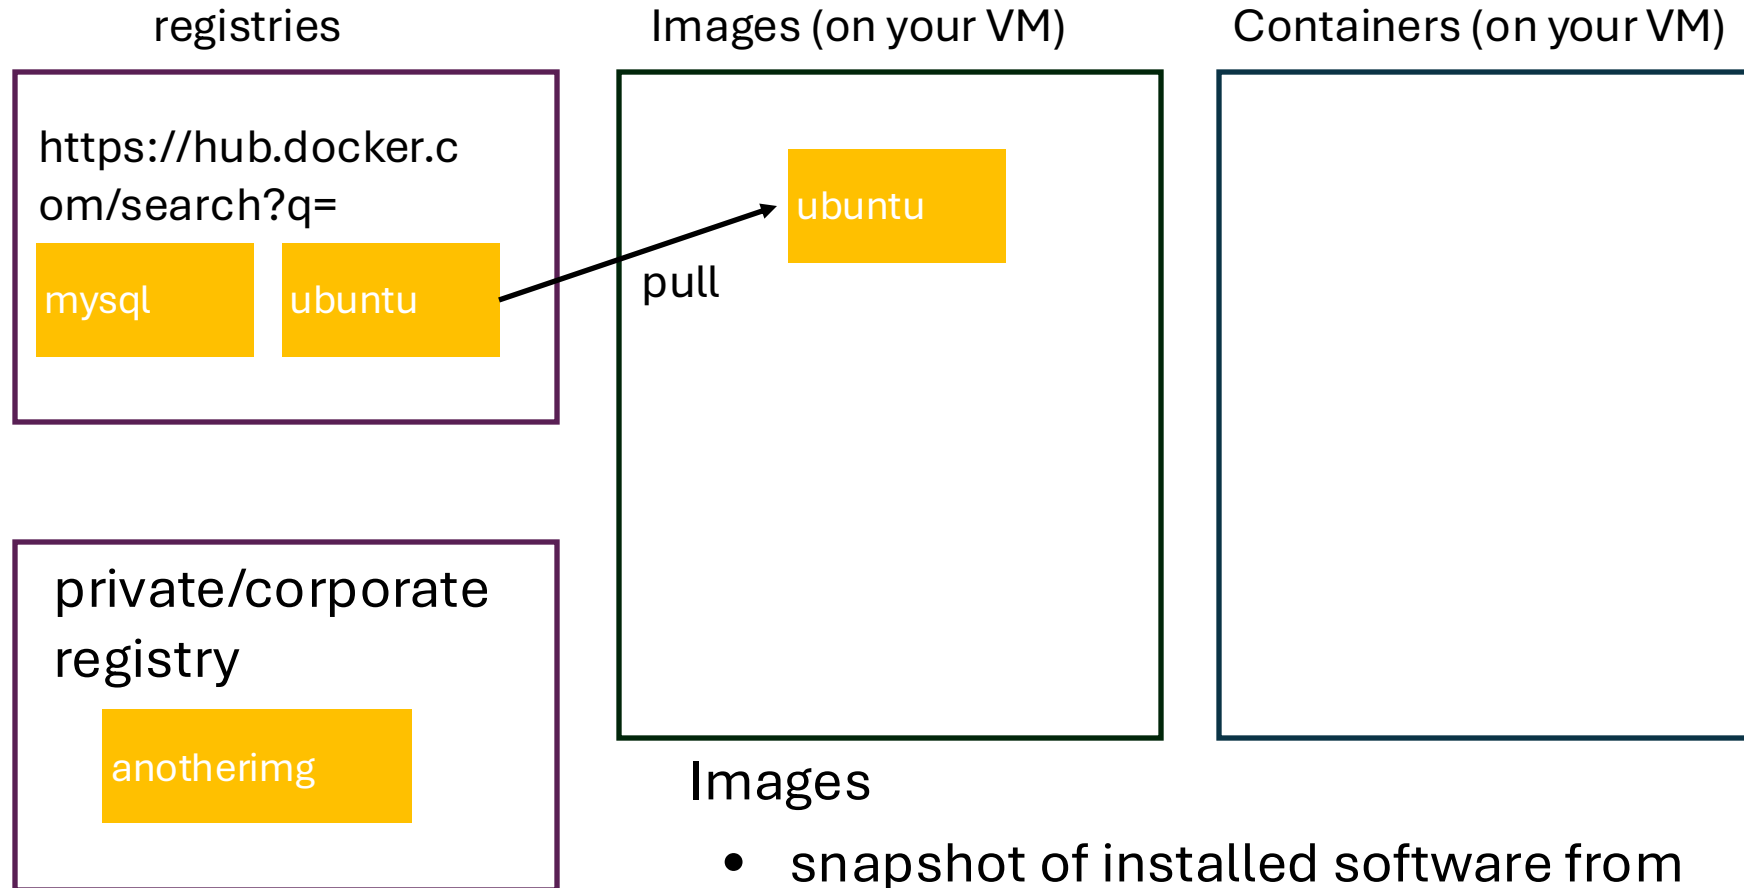 registries
Images (on your VM)
Containers (on your VM)
https://hub.docker.c
om/search?q=
mysql
ubuntu
pull
ubuntu
private/corporate
registry
anotherimg
Images
• snapshot of installed software from